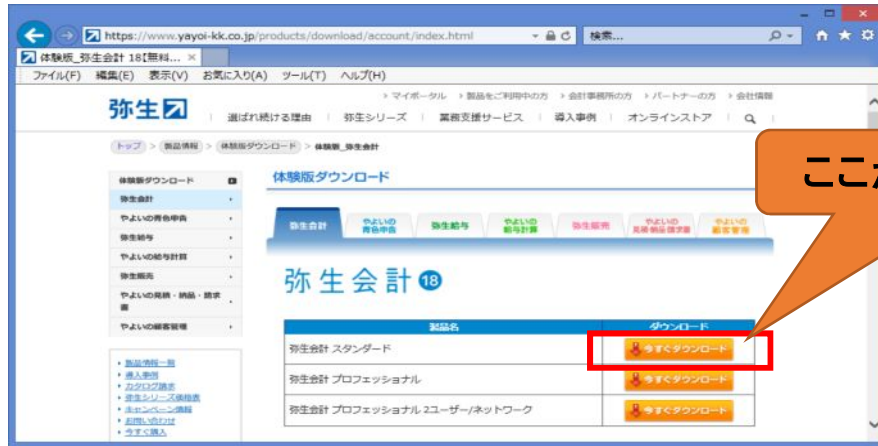 https://www.yayoi-kk.co.jp/products/download/account/index.html
検索...
体験版_弥生会計 18【無料...
ファイル(F) 編集(E) 表示(V) お気に入り(A) ツール(T) ヘルプ(H)
マイポータル 製品をご利用中の方 会計事務所の方 パートナーの方 会社情報
弥生 選ばれ続ける理由 弥生シリーズ 業務支援サービス 導入事例 オンラインストア
トップ > 製品情報 > 体験版ダウンロード > 体験版_弥生会計
体験版ダウンロード
弥生会計
やよいの青色申告
弥生給与
やよいの給与計算
弥生販売
やよいの見積・納品・請求書
やよいの顧客管理
製品情報一覧
導入事例
カタログ請求
弥生シリーズ価格表
キャンペーン情報
お問い合わせ
今すぐ購入
体験版ダウンロード
弥生会計 やよいの青色申告 弥生給与 やよいの給与計算 弥生販売 やよいの見積・納品・請求書 やよいの顧客管理
弥生会計 18
製品名 ダウンロード
弥生会計 スタンダード 今すぐダウンロード
弥生会計 プロフェッショナル 今すぐダウンロード
弥生会計 プロフェッショナル 2ユーザー/ネットワーク 今すぐダウンロード
ここ